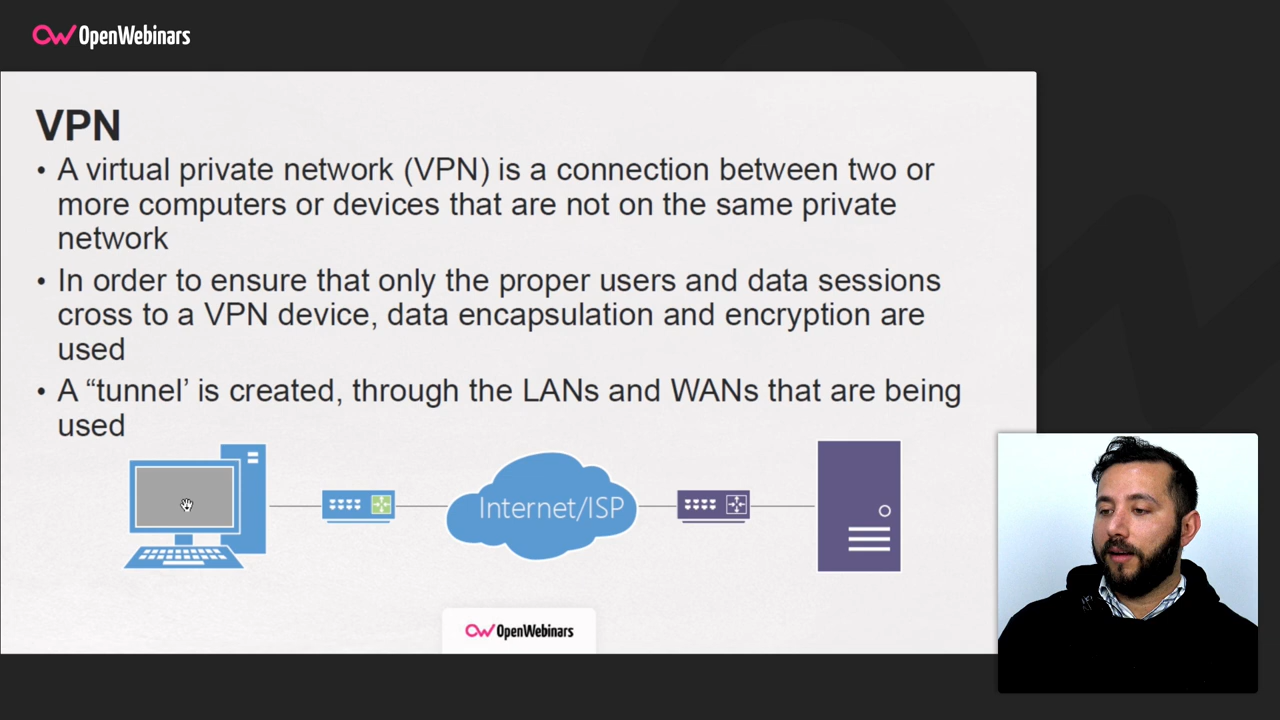 OpenWebinars
VPN
• A virtual private network (VPN) is a connection between two or
more computers or devices that are not on the same private
network
• In order to ensure that only the proper users and data sessions
cross to a VPN device, data encapsulation and encryption are
used
• A “tunnel’ is created, through the LANs and WANs that are being
used
Internet/ISP
OpenWebinars